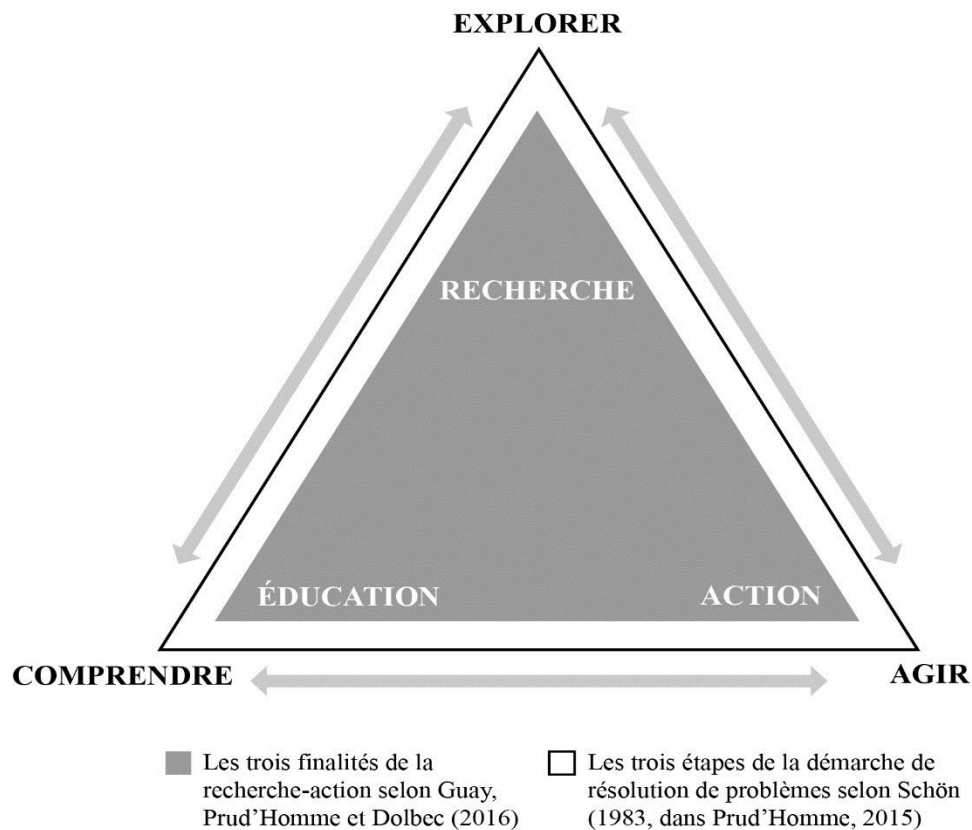 EXPLORER
RECHERCHE
ÉDUCATION
ACTION
COMPRENDRE
AGIR
Les trois finalités de la
recherche-action selon Guay,
Prud’Homme et Dolbec (2016)
Les trois étapes de la démarche de
résolution de problèmes selon Schön
(1983, dans Prud’Homme, 2015)